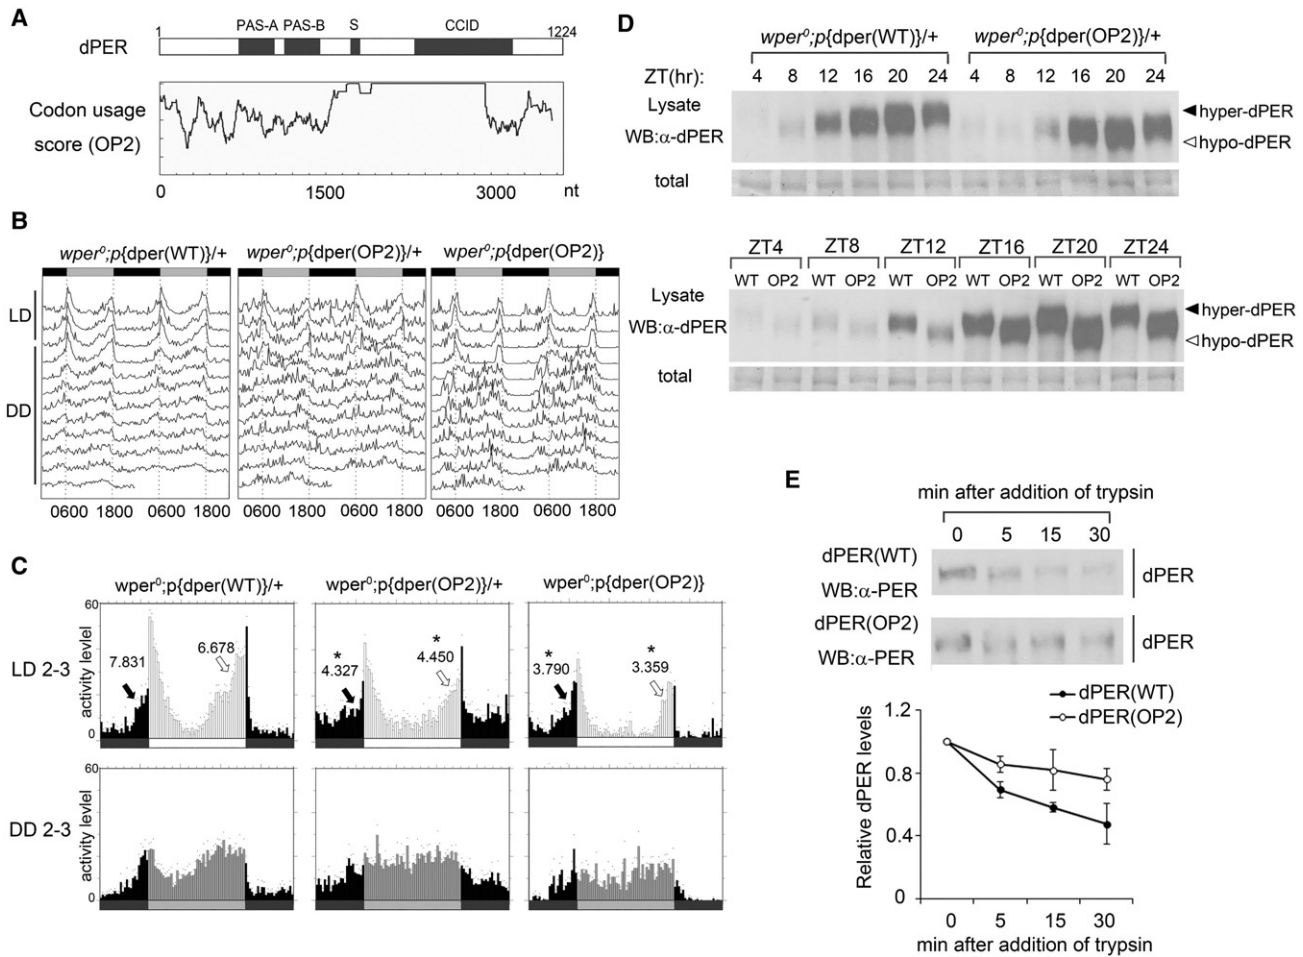 A
PAS-A PAS-B S CCID
1 1224
dPER
Codon usage
score (OP2)
0 1500 3000 nt
B
wper⁰;p{dper(WT)}/+ wper⁰;p{dper(OP2)}/+ wper⁰;p{dper(OP2)}
LD
DD
0600 1800 0600 1800 0600 1800 0600 1800 0600 1800 0600 1800
C
wper⁰;p{dper(WT)}/+ wper⁰;p{dper(OP2)}/+ wper⁰;p{dper(OP2)}
LD 2-3
activity levlel
60
0
7.831 6.678
* 4.327 * 4.450
* 3.790 * 3.359
DD 2-3
activity levlel
60
0
D
wper⁰;p{dper(WT)}/+ wper⁰;p{dper(OP2)}/+
ZT(hr): 4 8 12 16 20 24 4 8 12 16 20 24
Lysate
WB:α-dPER
hyper-dPER
hypo-dPER
total
ZT4 ZT8 ZT12 ZT16 ZT20 ZT24
WT OP2 WT OP2 WT OP2 WT OP2 WT OP2 WT OP2
Lysate
WB:α-dPER
hyper-dPER
hypo-dPER
total
E
min after addition of trypsin
0 5 15 30
dPER(WT)
WB:α-PER
dPER
dPER(OP2)
WB:α-PER
dPER
dPER(WT)
dPER(OP2)
Relative dPER levels
1.2
0.8
0.4
0
0 5 15 30
min after addition of trypsin